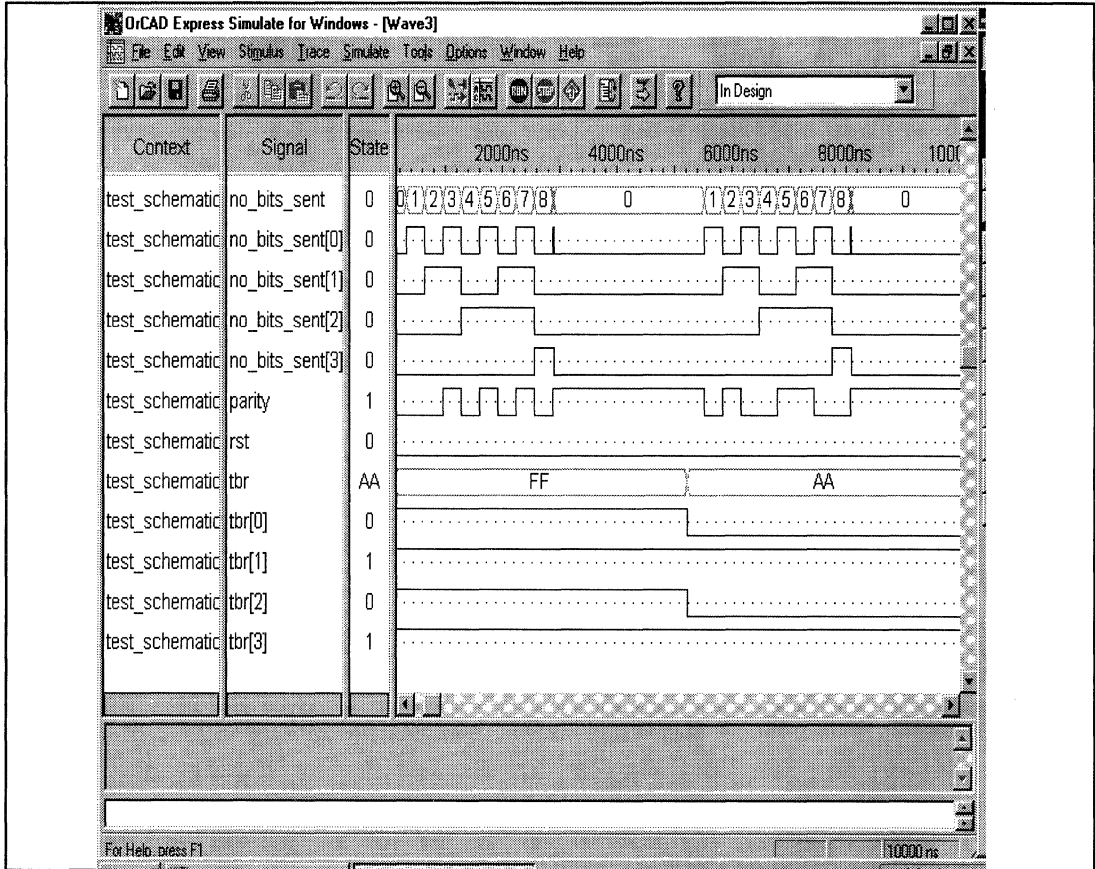 OrCAD Express Simulate for Windows - [Wave3]
File Edit View Stimulus Trace Simulate Tools Options Window Help
RUN STOP In Design
Context Signal State 2000ns 4000ns 6000ns 8000ns 1000
test_schematic no_bits_sent 0 0 1 2 3 4 5 6 7 8 0 1 2 3 4 5 6 7 8 0
test_schematic no_bits_sent[0] 0
test_schematic no_bits_sent[1] 0
test_schematic no_bits_sent[2] 0
test_schematic no_bits_sent[3] 0
test_schematic parity 1
test_schematic rst 0
test_schematic tbr AA FF AA
test_schematic tbr[0] 0
test_schematic tbr[1] 1
test_schematic tbr[2] 0
test_schematic tbr[3] 1
For Help, press F1 10000 ns